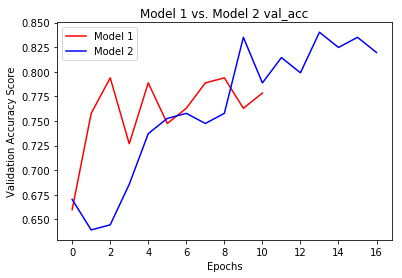 Model 1 vs. Model 2 val_acc
0.850
0.825
0.800
0.775
0.750
0.725
0.700
0.675
0.650
Validation Accuracy Score
Model 1
Model 2
0 2 4 6 8 10 12 14 16
Epochs